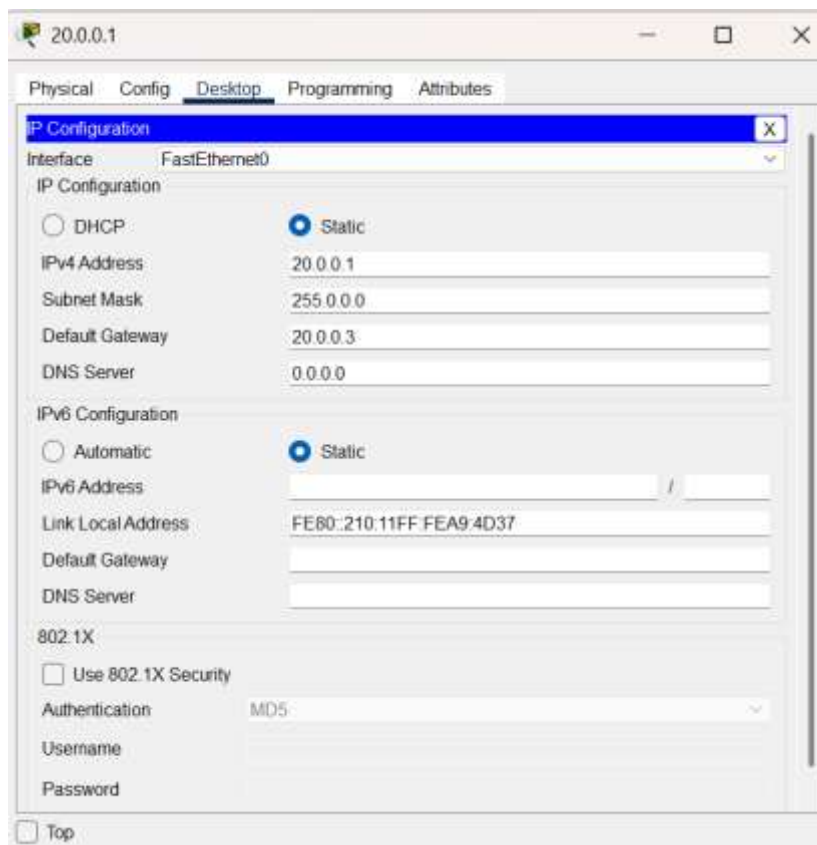 20.0.0.1
Physical Config Desktop Programming Attributes
IP Configuration X
Interface FastEthernet0
IP Configuration
DHCP Static
IPv4 Address 20.0.0.1
Subnet Mask 255.0.0.0
Default Gateway 20.0.0.3
DNS Server 0.0.0.0
IPv6 Configuration
Automatic Static
IPv6 Address /
Link Local Address FE80::210:11FF:FEA9:4D37
Default Gateway
DNS Server
802.1X
Use 802.1X Security
Authentication MD5
Username
Password
Top